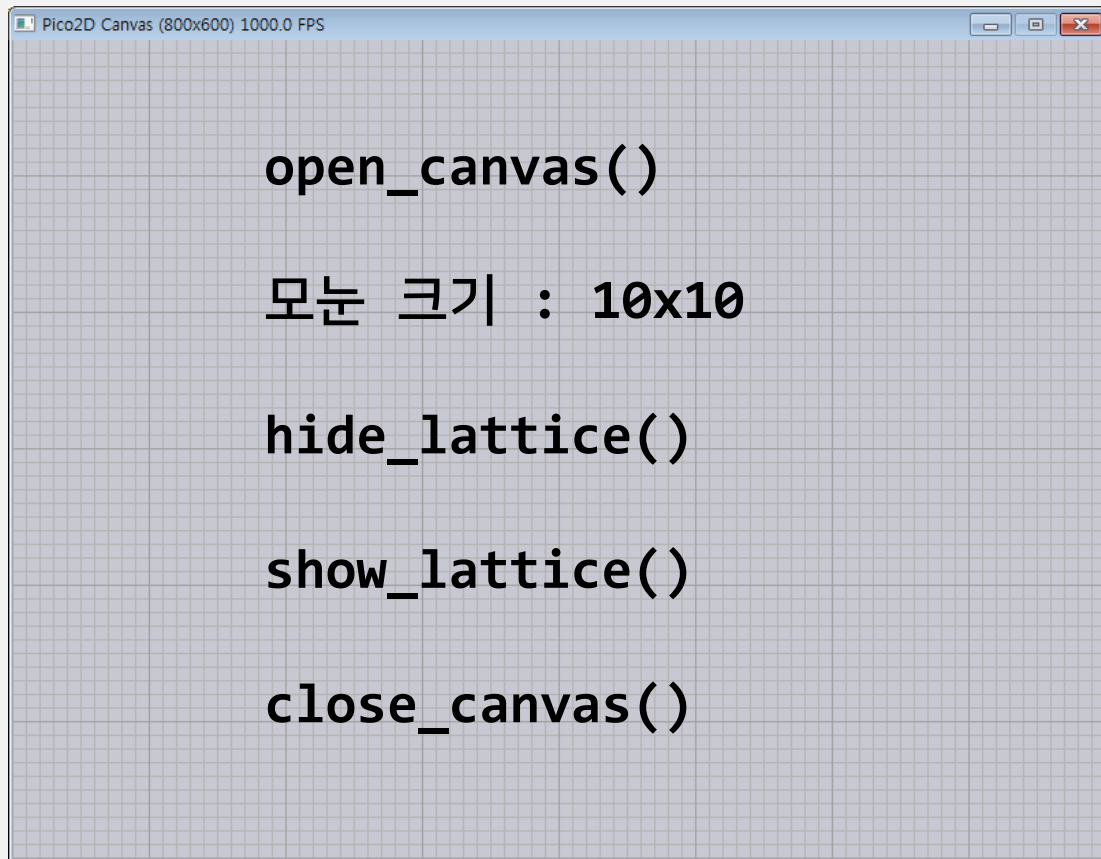 Pico2D Canvas (800x600) 1000.0 FPS
open_canvas()
모눈 크기 : 10x10
hide_lattice()
show_lattice()
close_canvas()